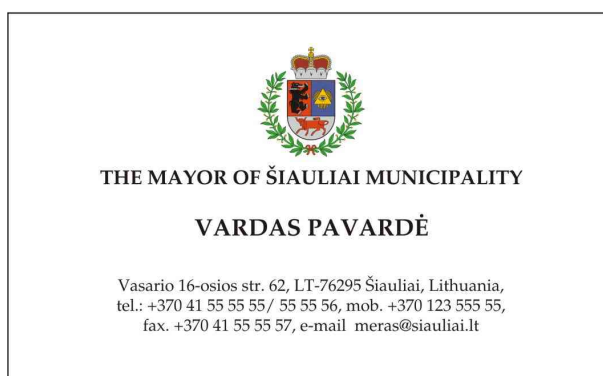 THE MAYOR OF ŠIAULIAI MUNICIPALITY
VARDAS PAVARDĖ
Vasario 16-osios str. 62, LT-76295 Šiauliai, Lithuania,
tel.: +370 41 55 55 55/ 55 55 56, mob. +370 123 555 55,
fax. +370 41 55 55 57, e-mail  meras@siauliai.lt